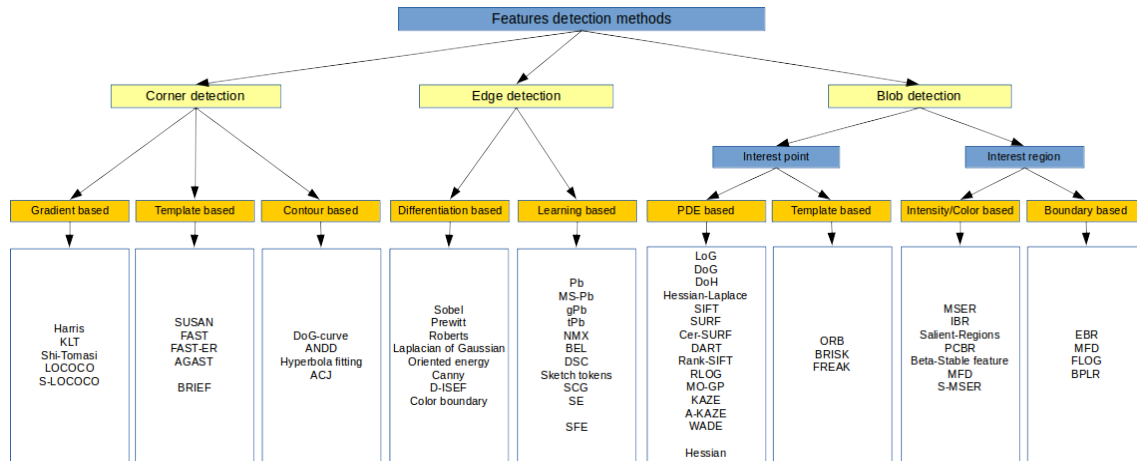 Features detection methods
Corner detection
Edge detection
Blob detection
Interest point
Interest region
Gradient based
Template based
Contour based
Differentiation based
Learning based
PDE based
Template based
Intensity/Color based
Boundary based
Harris
KLT
Shi-Tomasi
LOCOCO
S-LOCOCO
SUSAN
FAST
FAST-ER
AGAST
BRIEF
DoG-curve
ANDD
Hyperbola fitting
ACJ
Sobel
Prewitt
Roberts
Laplacian of Gaussian
Oriented energy
Canny
D-ISEF
Color boundary
Pb
MS-Pb
gPb
tPb
NMX
BEL
DSC
Sketch tokens
SCG
SE
SFE
LoG
DoG
DoH
Hessian-Laplace
SIFT
SURF
Cer-SURF
DART
Rank-SIFT
RLOG
MO-GP
KAZE
A-KAZE
WADE
Hessian
ORB
BRISK
FREAK
MSER
IBR
Salient-Regions
PCBR
Beta-Stable feature
MFD
S-MSER
EBR
MFD
FLOG
BPLR